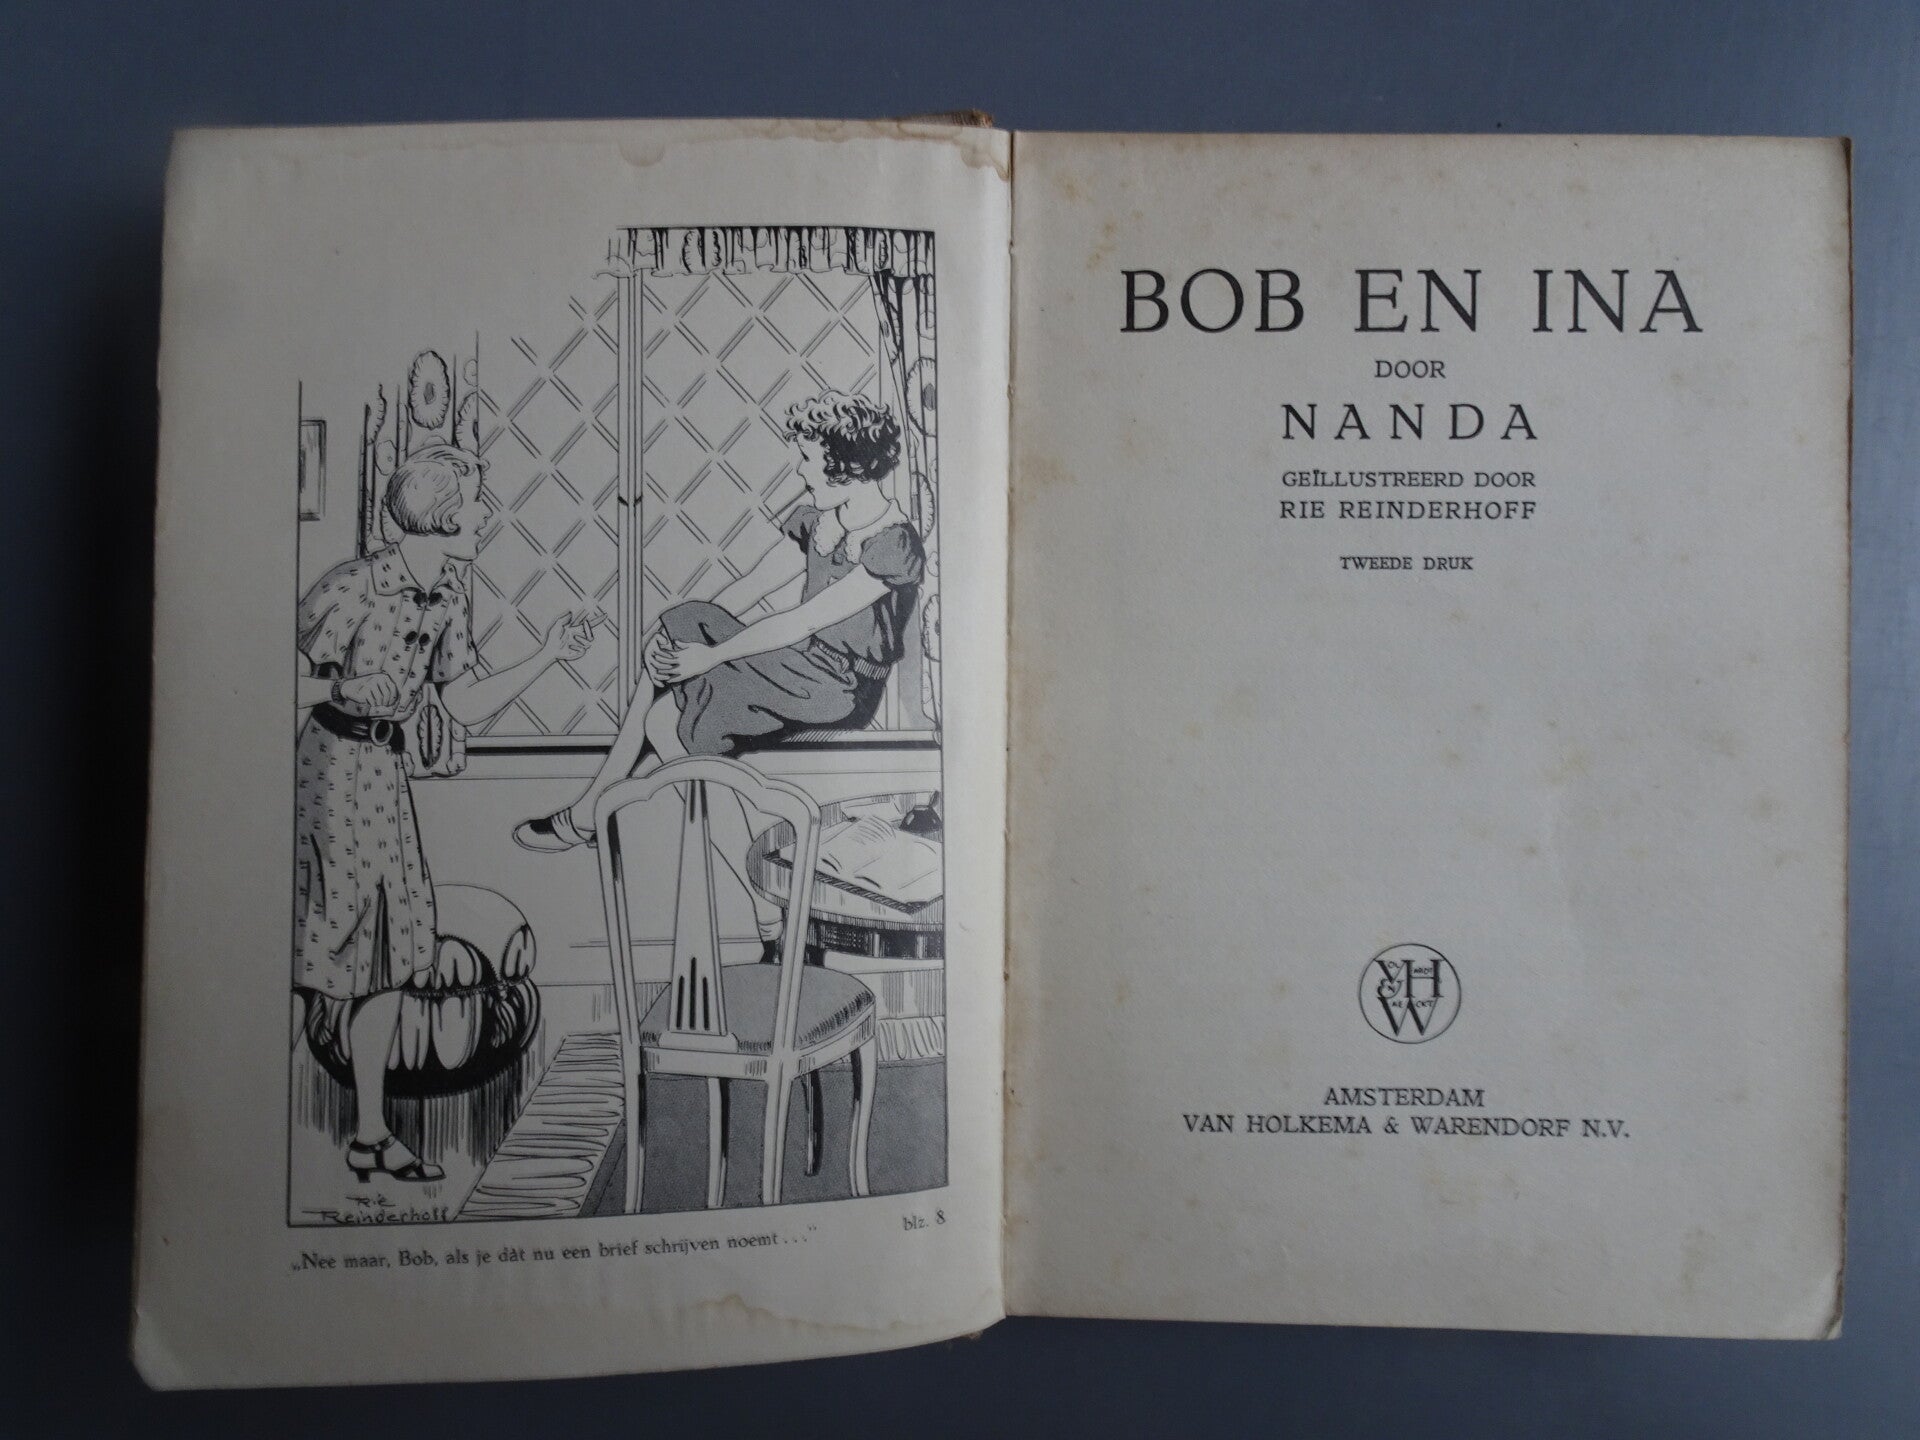 Rie
Reinderhoff
„Nee maar, Bob, als je dàt nu een brief schrijven noemt . . ."
blz. 8
BOB EN INA
DOOR
NANDA
GEÏLLUSTREERD DOOR
RIE REINDERHOFF
TWEEDE DRUK
AMSTERDAM
VAN HOLKEMA & WARENDORF N.V.